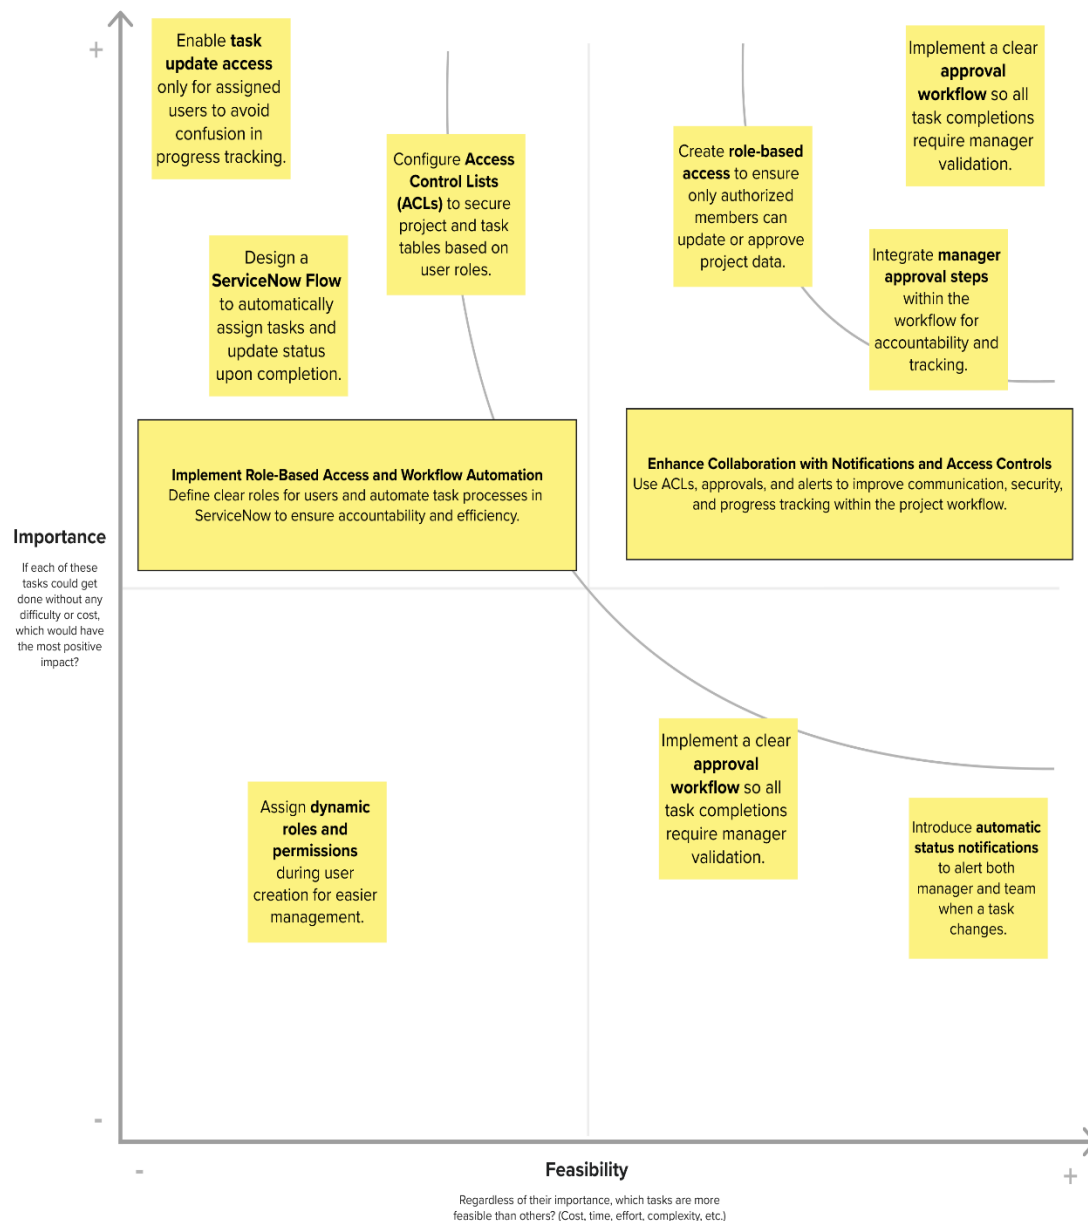 +
Enable task
update access
only for assigned
users to avoid
confusion in
progress tracking.
Implement a clear
approval
workflow so all
task completions
require manager
validation.
Configure Access
Control Lists
(ACLs) to secure
project and task
tables based on
user roles.
Create role-based
access to ensure
only authorized
members can
update or approve
project data.
Design a
ServiceNow Flow
to automatically
assign tasks and
update status
upon completion.
Integrate manager
approval steps
within the
workflow for
accountability and
tracking.
Implement Role-Based Access and Workflow Automation
Define clear roles for users and automate task processes in
ServiceNow to ensure accountability and efficiency.
Enhance Collaboration with Notifications and Access Controls
Use ACLs, approvals, and alerts to improve communication, security,
and progress tracking within the project workflow.
Importance
If each of these
tasks could get
done without any
difficulty or cost,
which would have
the most positive
impact?
Implement a clear
approval
workflow so all
task completions
require manager
validation.
Assign dynamic
roles and
permissions
during user
creation for easier
management.
Introduce automatic
status notifications
to alert both
manager and team
when a task
changes.
-
-
Feasibility
+
Regardless of their importance, which tasks are more
feasible than others? (Cost, time, effort, complexity, etc.)